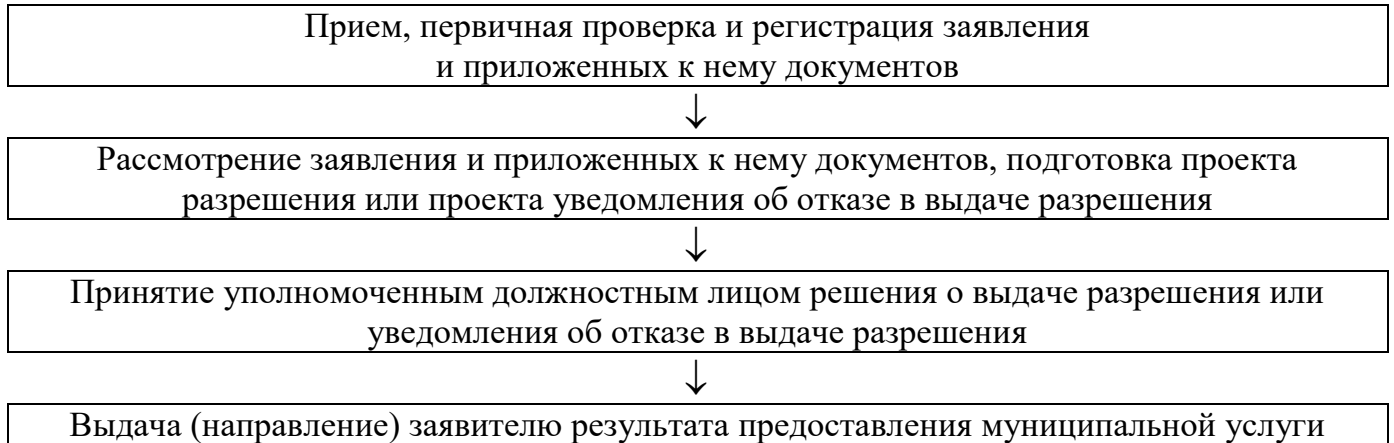 Прием, первичная проверка и регистрация заявления
и приложенных к нему документов
↓
Рассмотрение заявления и приложенных к нему документов, подготовка проекта
разрешения или проекта уведомления об отказе в выдаче разрешения
↓
Принятие уполномоченным должностным лицом решения о выдаче разрешения или
уведомления об отказе в выдаче разрешения
↓
Выдача (направление) заявителю результата предоставления муниципальной услуги